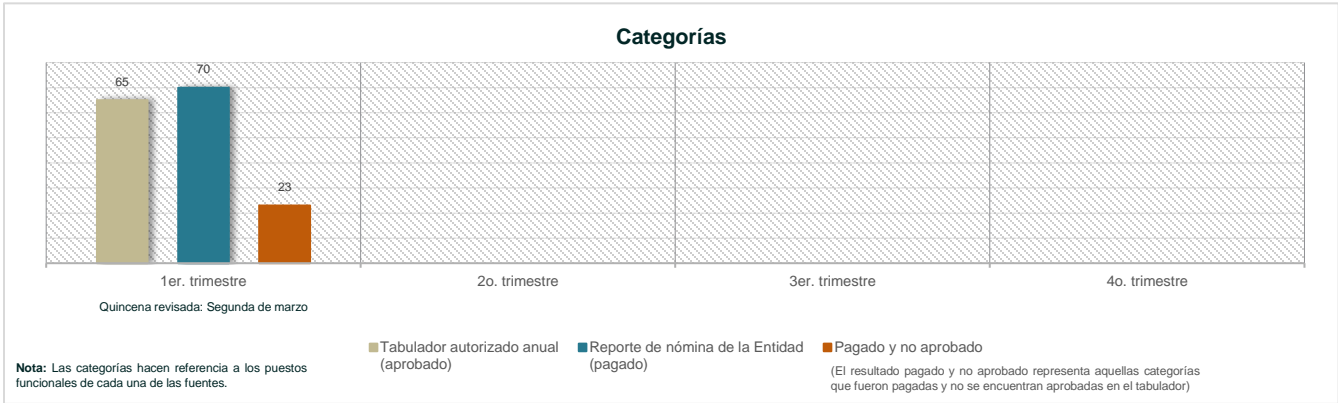 Categorías
65
70
23
1er. trimestre
2o. trimestre
3er. trimestre
4o. trimestre
Quincena revisada: Segunda de marzo
Tabulador autorizado anual
(aprobado)
Reporte de nómina de la Entidad
(pagado)
Pagado y no aprobado
(El resultado pagado y no aprobado representa aquellas categorías
que fueron pagadas y no se encuentran aprobadas en el tabulador)
Nota: Las categorías hacen referencia a los puestos
funcionales de cada una de las fuentes.